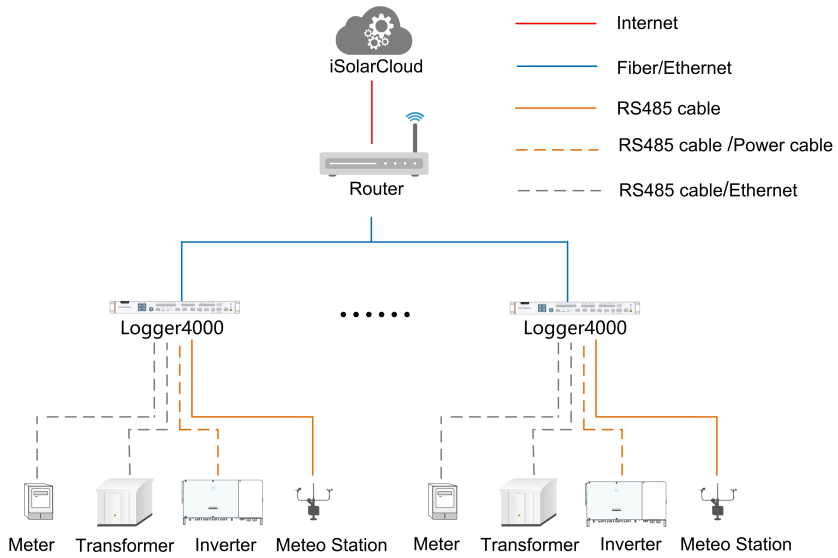 iSolarCloud
Router
Internet
Fiber/Ethernet
RS485 cable
RS485 cable /Power cable
RS485 cable/Ethernet
Logger4000
Logger4000
Meter
Transformer
Inverter
Meteo Station
Meter
Transformer
Inverter
Meteo Station